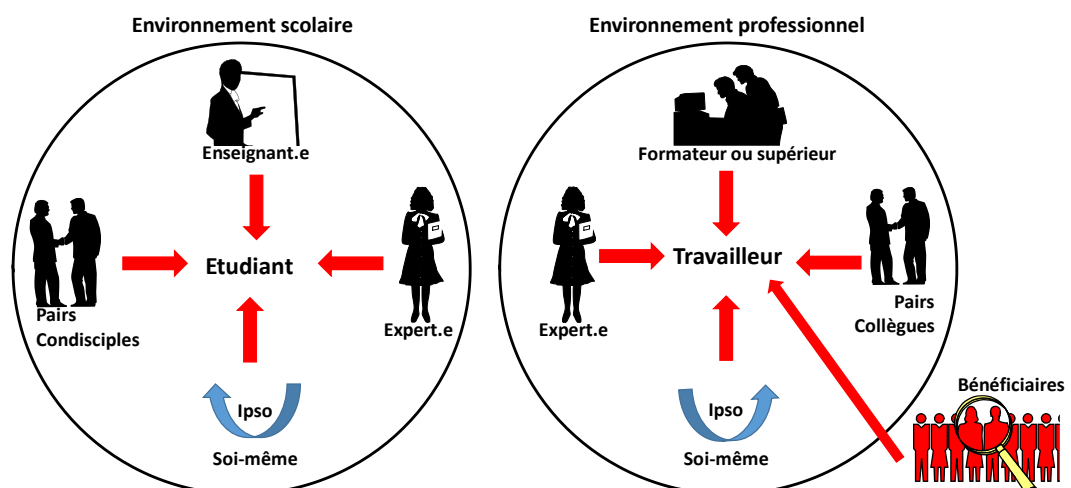 Environnement scolaire
Enseignant.e
Etudiant
Pairs
Condisciples
Expert.e
Ipso
Soi-même
Environnement professionnel
Formateur ou supérieur
Travailleur
Expert.e
Pairs
Collègues
Ipso
Soi-même
Bénéficiaires